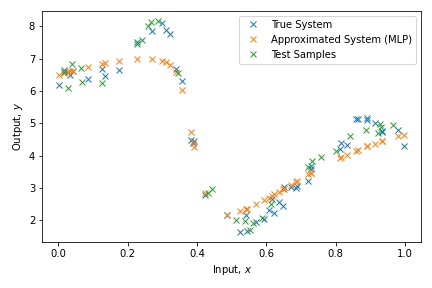 True System
Approximated System (MLP)
Test Samples
Output, y
8
7
6
5
4
3
2
0.0 0.2 0.4 0.6 0.8 1.0
Input, x